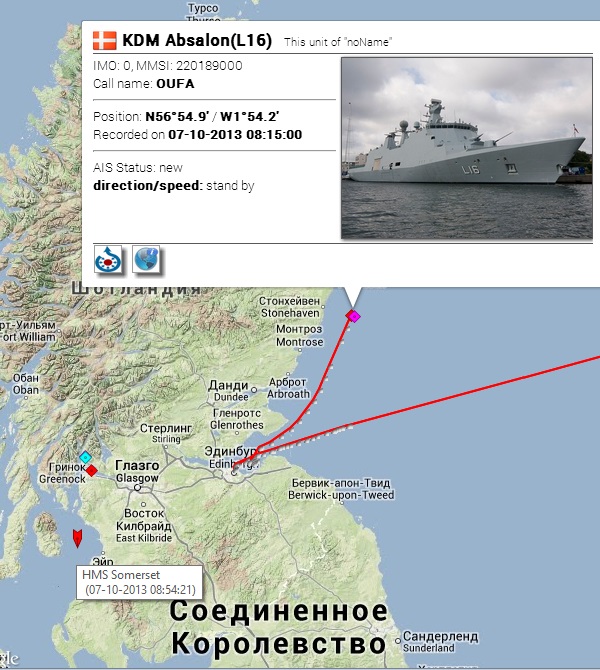 Турсо
Thurso
KDM Absalon(L16) This unit of "noName"
IMO: 0, MMSI: 220189000
Call name: OUFA
Position: N56°54.9' / W1°54.2'
Recorded on 07-10-2013 08:15:00
AIS Status: new
direction/speed: stand by
L16
Шотландия
Стонхейвен
Stonehaven
рт-Уильям
Fort William
Монтроз
Montrose
Обан
Oban
Данди
Dundee
Арброт
Arbroath
Гленротс
Glenrothes
Стерлинг
Stirling
Эдинбург
Edinburgh
Гринок
Greenock
Глазго
Glasgow
Бервик-апон-Твид
Berwick-upon-Tweed
Восток
Килбрайд
East Kilbride
Эйр
HMS Somerset
(07-10-2013 08:54:21)
Соединенное
Королевство
Сандерленд
Sunderland